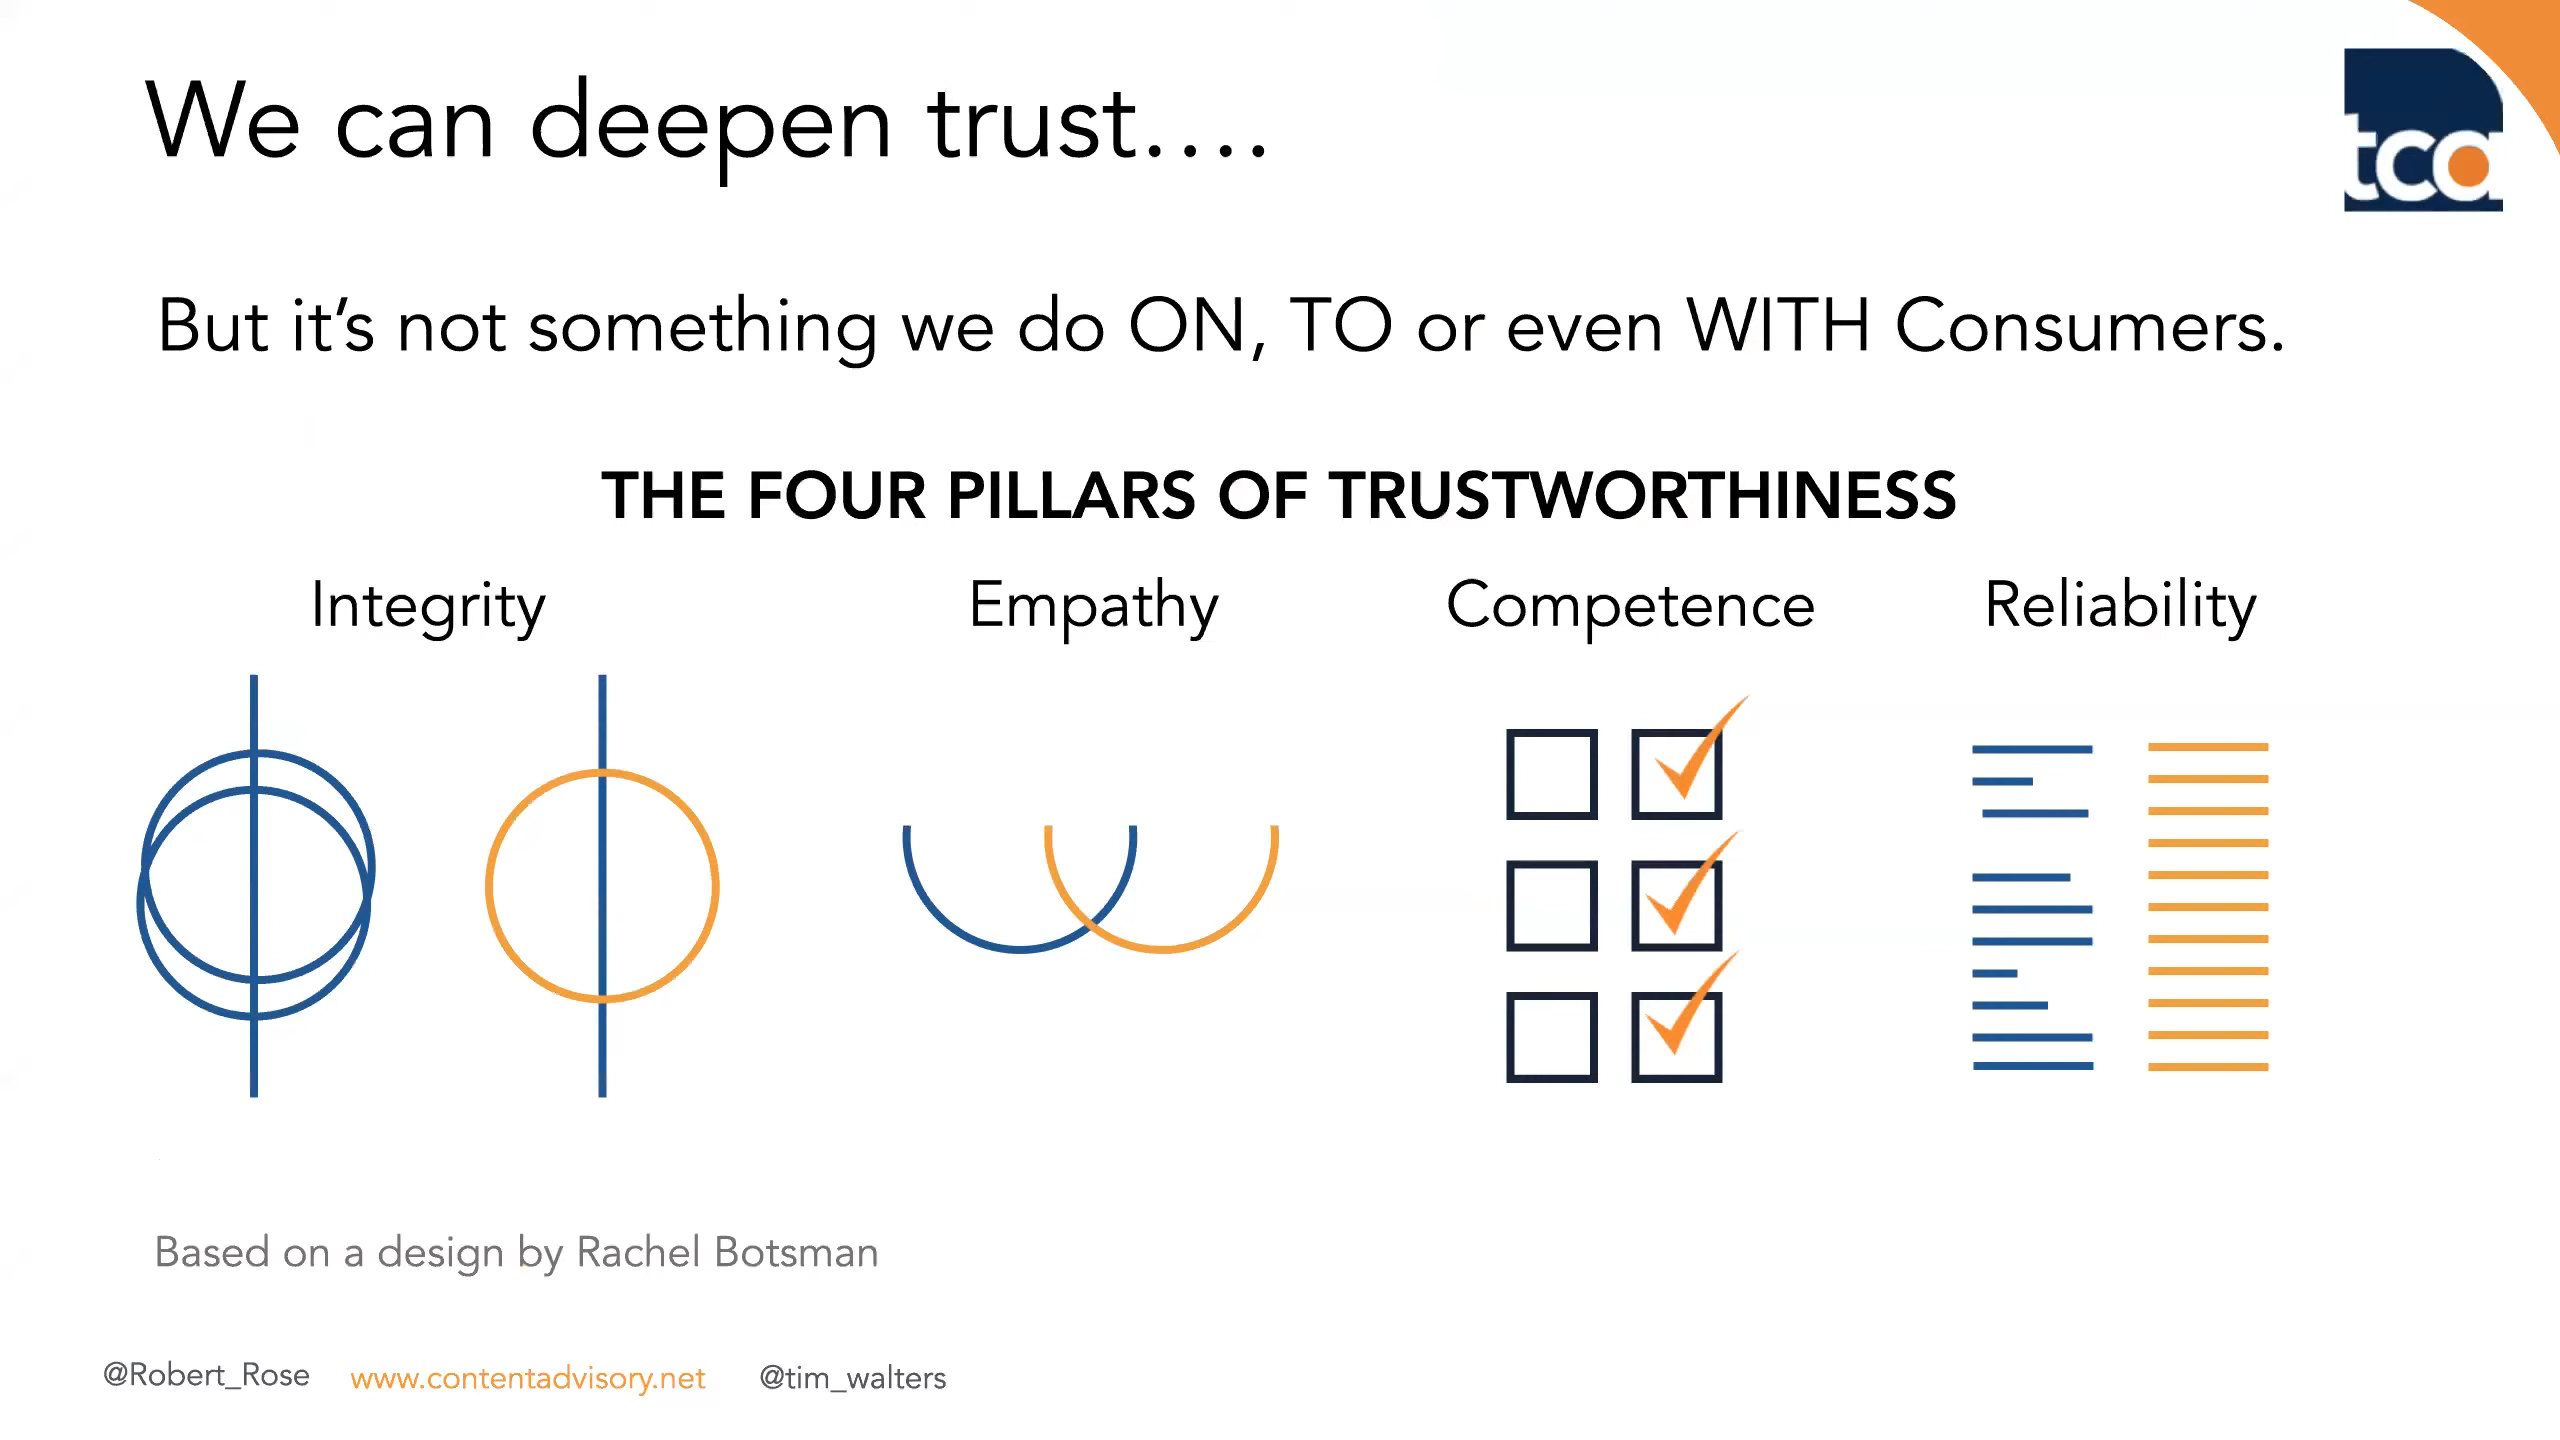 We can deepen trust....
tca
But it’s not something we do ON, TO or even WITH Consumers.
THE FOUR PILLARS OF TRUSTWORTHINESS
Integrity
Empathy
Competence
Reliability
Based on a design by Rachel Botsman
@Robert_Rose
www.contentadvisory.net
@tim_walters